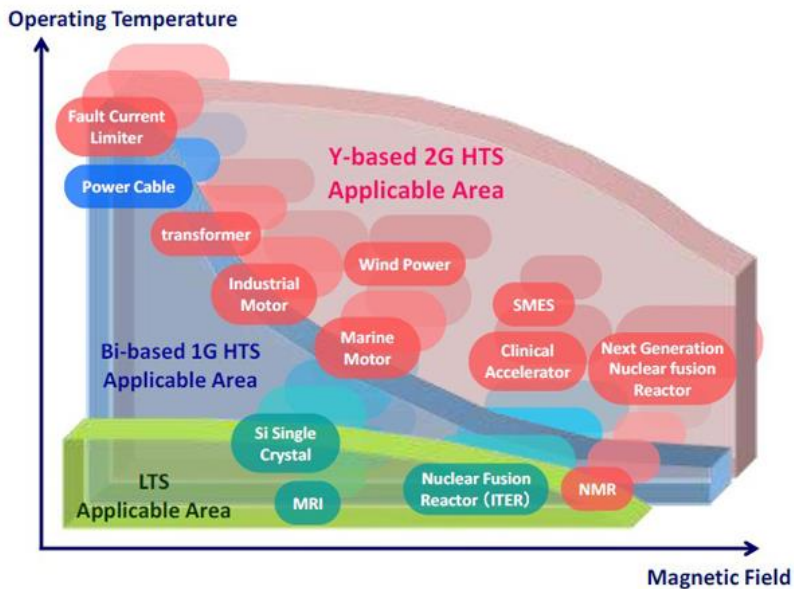 Operating Temperature
Fault Current
Limiter
Power Cable
Y-based 2G HTS
Applicable Area
transformer
Wind Power
Industrial
Motor
SMES
Marine
Motor
Clinical
Accelerator
Next Generation
Nuclear fusion
Reactor
Bi-based 1G HTS
Applicable Area
Si Single
Crystal
LTS
Applicable Area
MRI
Nuclear Fusion
Reactor (ITER)
NMR
Magnetic Field